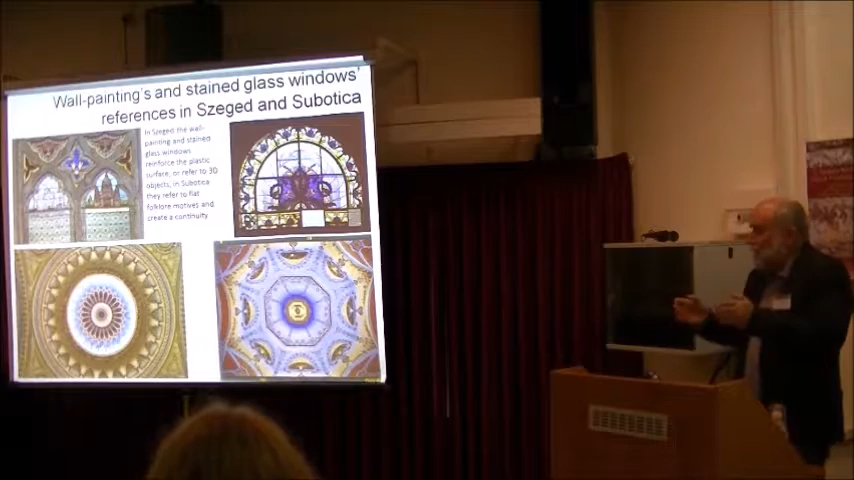 Wall-painting's and stained glass windows'
references in Szeged and Subotica
In Szeged the wall-
painting and stained
glass windows
reinforce the plastic
surface, or refer to 3D
objects, in Subotica
they refer to flat
folklore motives and
create a continuity